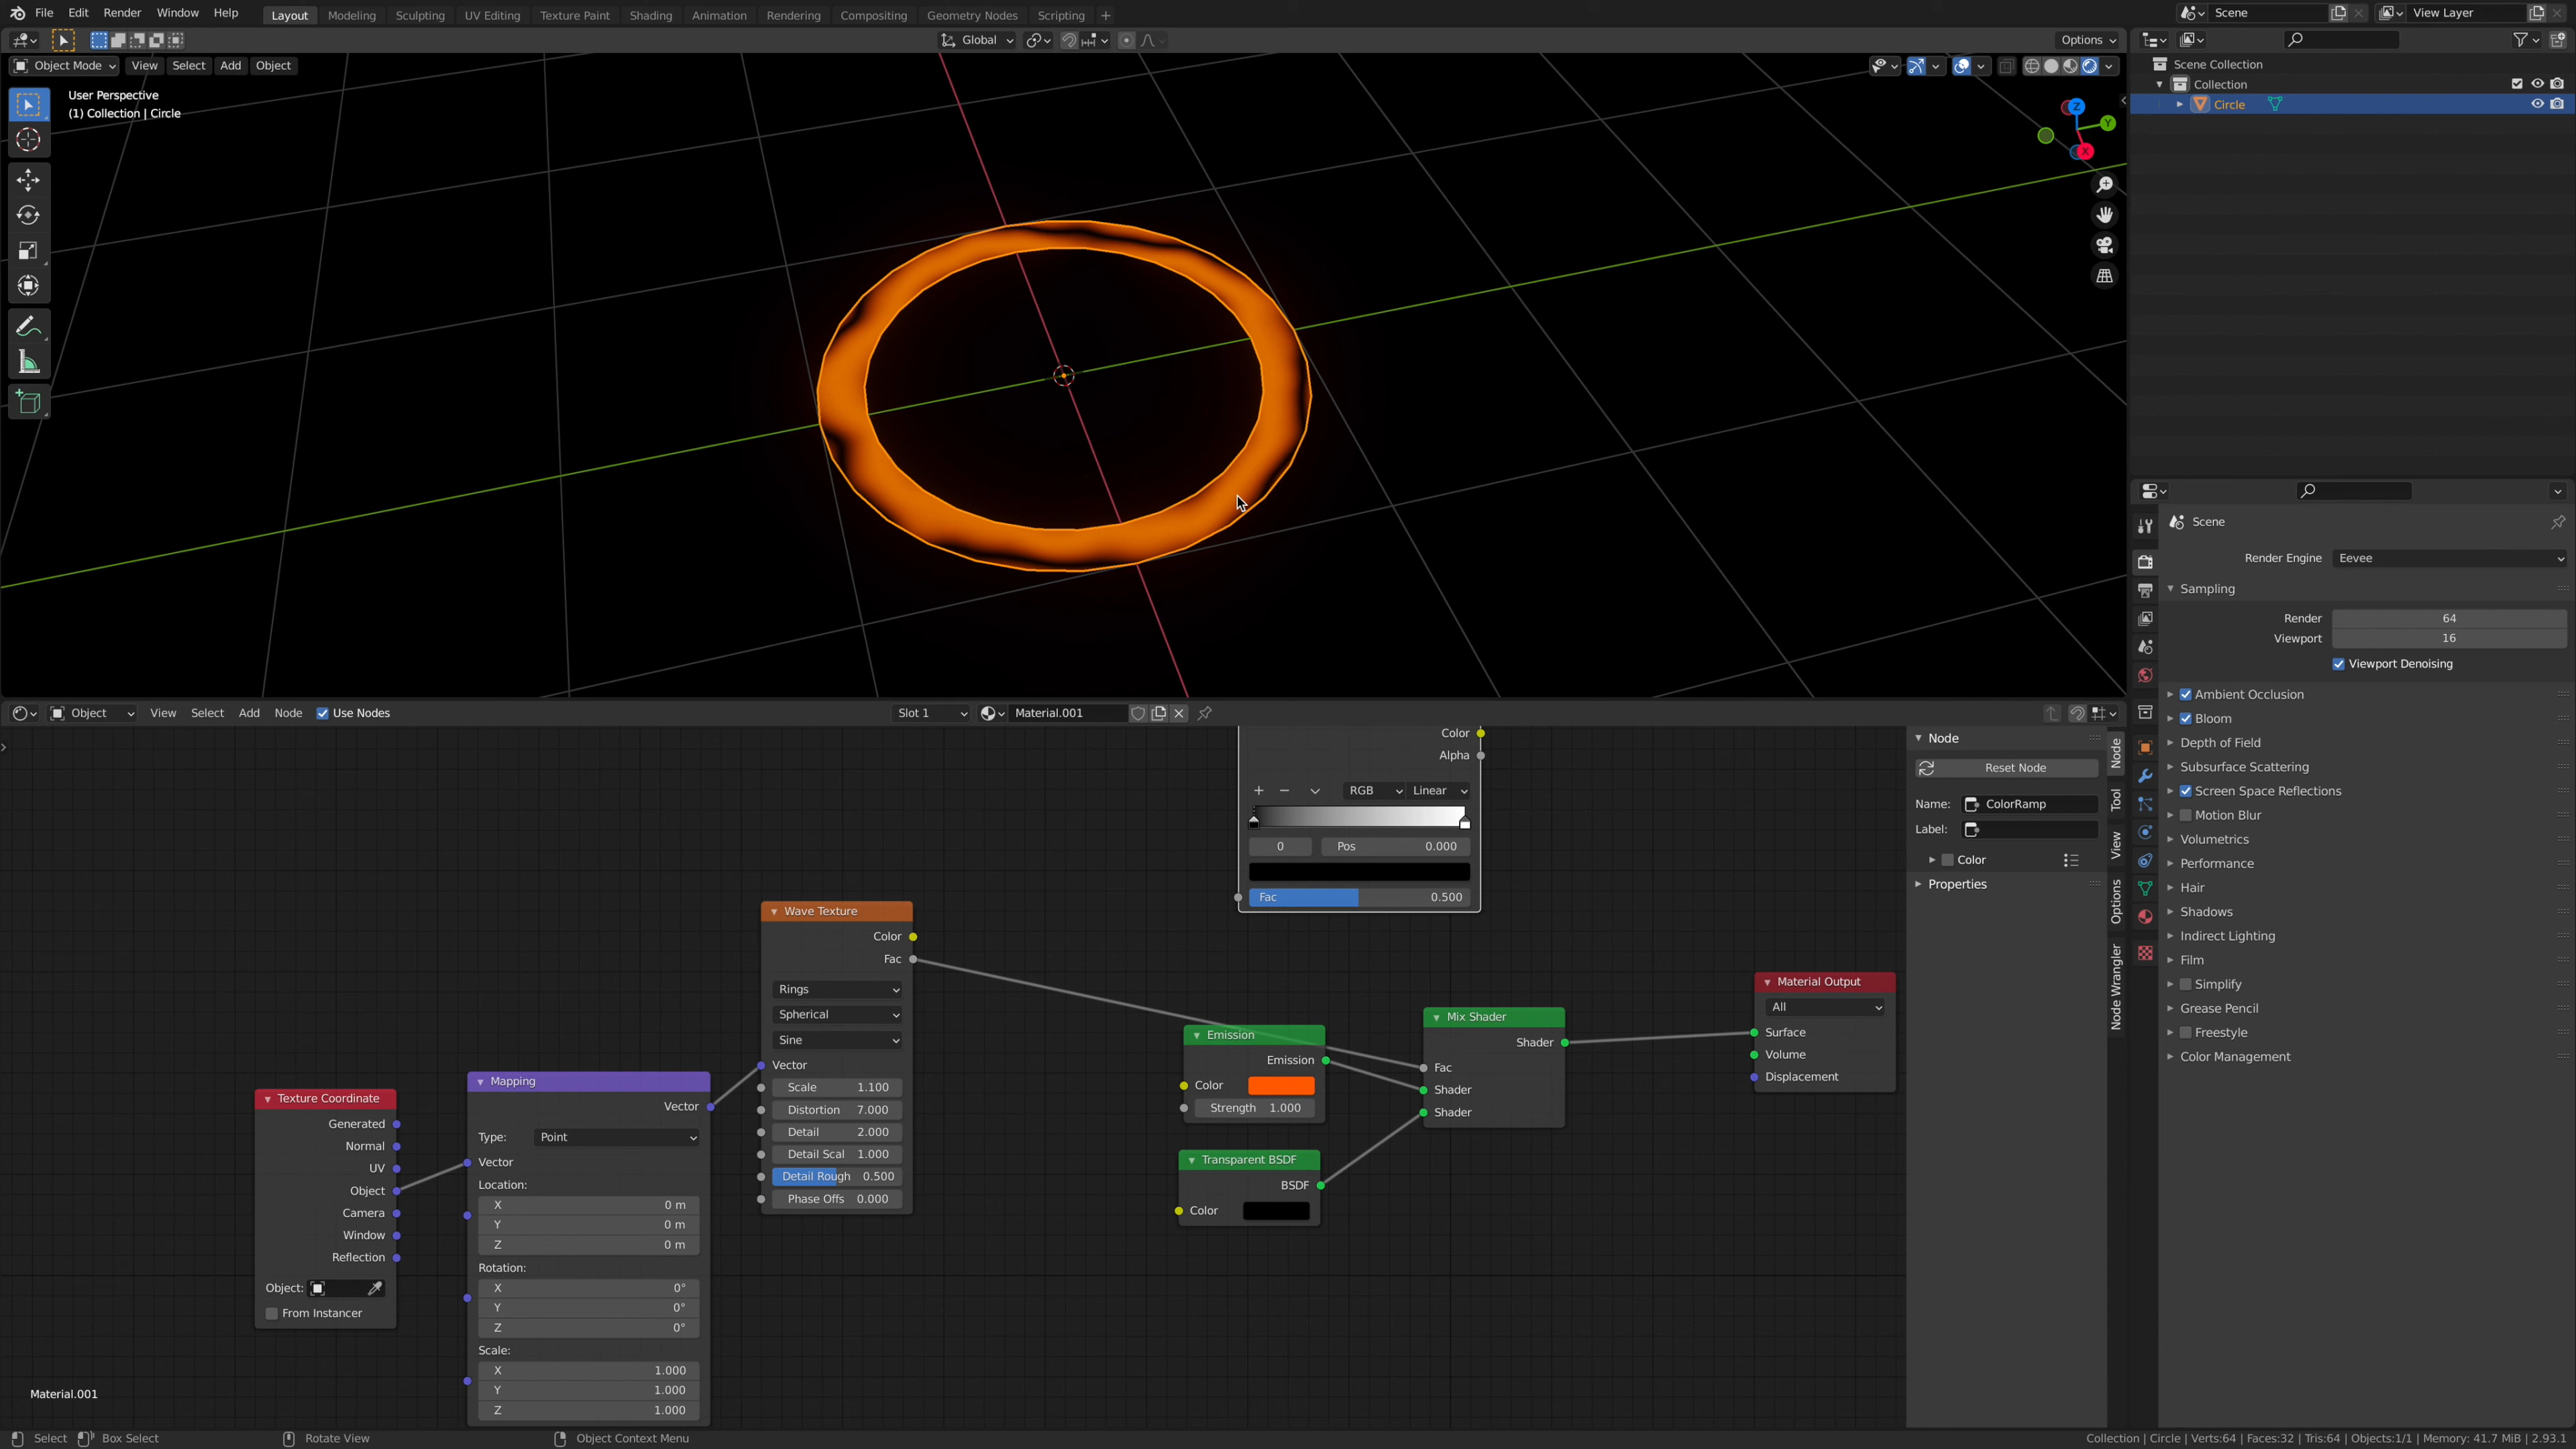 File Edit Render Window Help Layout Modeling Sculpting UV Editing Texture Paint Shading Animation Rendering Compositing Geometry Nodes Scripting + Scene View Layer
Global Options
Object Mode View Select Add Object
User Perspective
(1) Collection | Circle
Z
Y
X
Scene Collection
Collection
Circle
Scene
Render Engine Eevee
Sampling
Render 64
Viewport 16
Viewport Denoising
Ambient Occlusion
Bloom
Depth of Field
Subsurface Scattering
Screen Space Reflections
Motion Blur
Volumetrics
Performance
Hair
Shadows
Indirect Lighting
Film
Simplify
Grease Pencil
Freestyle
Color Management
Object View Select Add Node Use Nodes Slot 1 Material.001
Color
Alpha
RGB Linear
0 Pos 0.000
Fac 0.500
Node
Reset Node
Name: ColorRamp
Label:
Color
Properties
Node
Tool
View
Options
Node Wrangler
Wave Texture
Color
Fac
Rings
Spherical
Sine
Vector
Scale 1.100
Distortion 7.000
Detail 2.000
Detail Scal 1.000
Detail Rough 0.500
Phase Offs 0.000
Texture Coordinate
Generated
Normal
UV
Object
Camera
Window
Reflection
Object:
From Instancer
Mapping
Vector
Type: Point
Vector
Location:
X 0 m
Y 0 m
Z 0 m
Rotation:
X 0°
Y 0°
Z 0°
Scale:
X 1.000
Y 1.000
Z 1.000
Emission
Emission
Color
Strength 1.000
Transparent BSDF
BSDF
Color
Mix Shader
Shader
Fac
Shader
Shader
Material Output
All
Surface
Volume
Displacement
Material.001
Select Box Select Rotate View Object Context Menu Collection | Circle | Verts:64 | Faces:32 | Tris:64 | Objects:1/1 | Memory: 41.7 MiB | 2.93.1